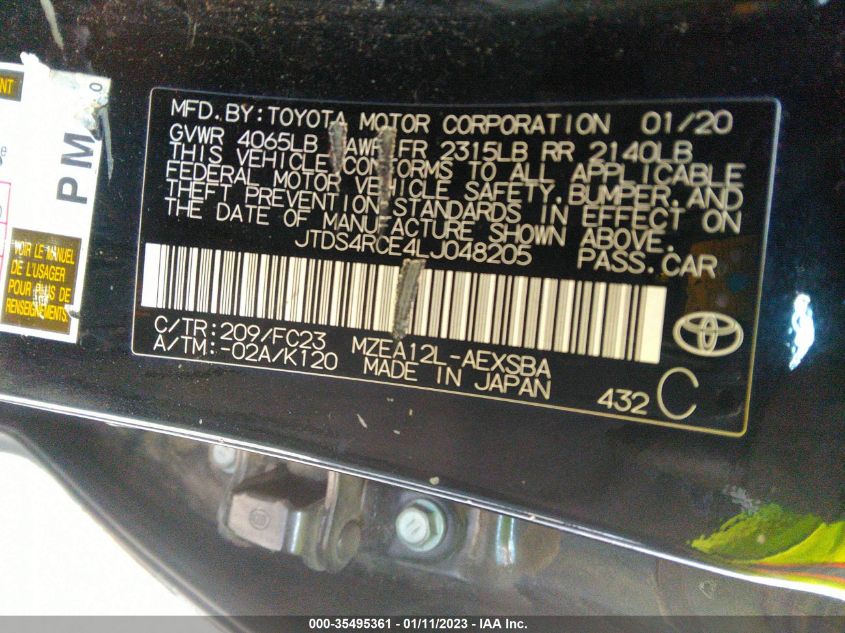 MFD.BY:TOYOTA MOTOR CORPORATION 01/20
GVWR 4065LB GAWR FR 2315LB RR 2140LB
THIS VEHICLE CONFORMS TO ALL APPLICABLE
FEDERAL MOTOR VEHICLE SAFETY,BUMPER,AND
THEFT PREVENTION STANDARDS IN EFFECT ON
THE DATE OF MANUFACTURE SHOWN ABOVE.
JTDS4RCE4LJ048205 PASS.CAR
C/TR:209/FC23 MZEA12L-AEXSBA
A/TM:-02A/K120 MADE IN JAPAN
432 C
PM
VOIR LE MANUEL
DE L'USAGER
POUR PLUS DE
RENSEIGNEMENTS
000-35495361 - 01/11/2023 - IAA Inc.